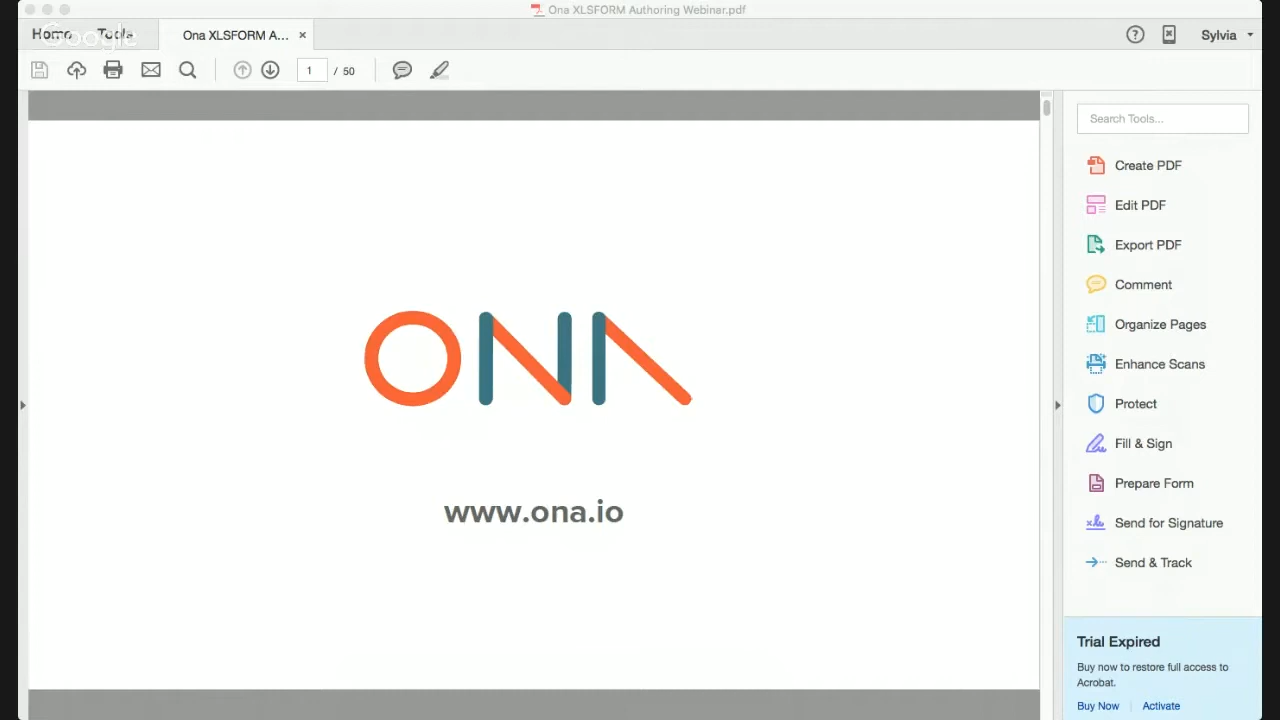 Ona XLSFORM Authoring Webinar.pdf
Home
Tools
Google
Ona XLSFORM A... ×
Sylvia
1 / 50
Search Tools...
Create PDF
Edit PDF
Export PDF
Comment
Organize Pages
Enhance Scans
Protect
Fill & Sign
Prepare Form
Send for Signature
Send & Track
ONA
www.ona.io
Trial Expired
Buy now to restore full access to
Acrobat.
Buy Now | Activate